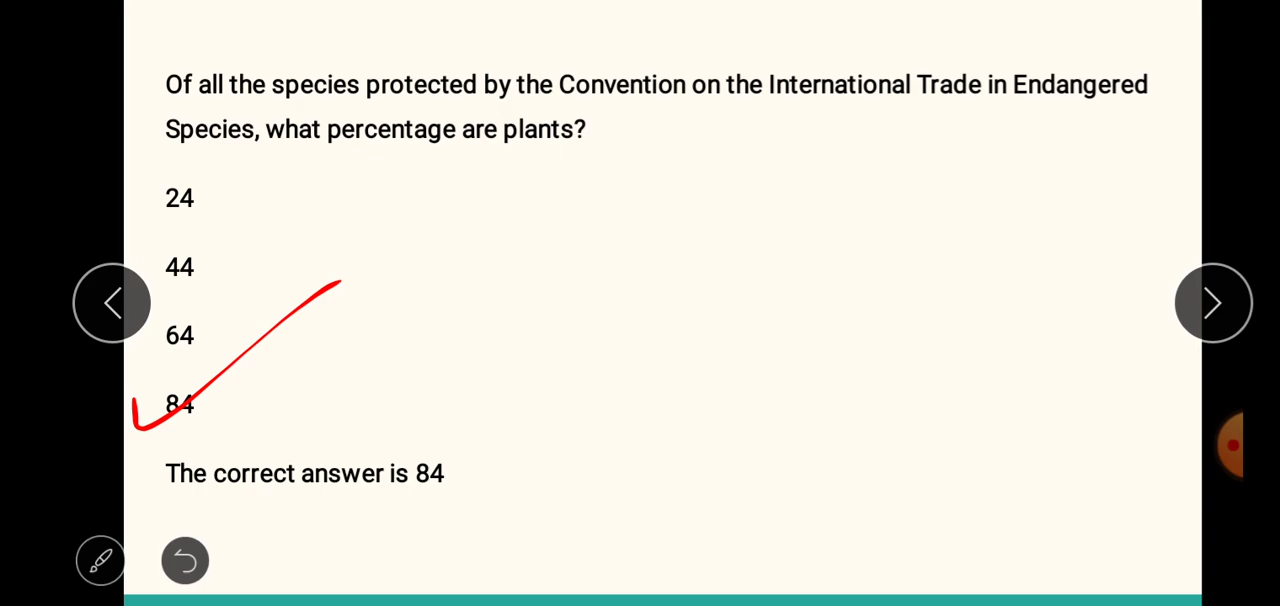 Of all the species protected by the Convention on the International Trade in Endangered
Species, what percentage are plants?
24
44
64
84
The correct answer is 84